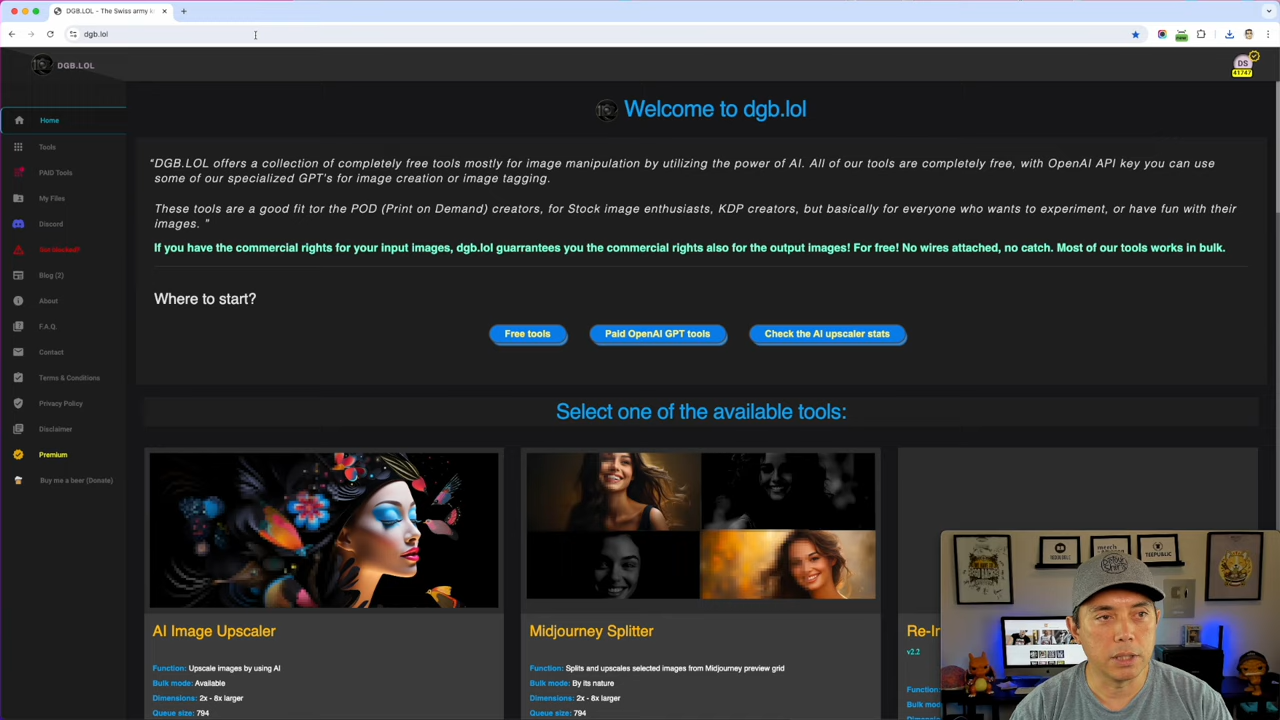 DGB.LOL - The Swiss army k
dgb.lol
DGB.LOL
DS
41747
Home
Tools
PAID Tools
My Files
Discord
Got blocked?
Blog (2)
About
F.A.Q.
Contact
Terms & Conditions
Privacy Policy
Disclaimer
Premium
Buy me a beer (Donate)
Welcome to dgb.lol
“DGB.LOL offers a collection of completely free tools mostly for image manipulation by utilizing the power of AI. All of our tools are completely free, with OpenAI API key you can use
some of our specialized GPT's for image creation or image tagging.
These tools are a good fit tor the POD (Print on Demand) creators, for Stock image enthusiasts, KDP creators, but basically for everyone who wants to experiment, or have fun with their
images. ”
If you have the commercial rights for your input images, dgb.lol guarrantees you the commercial rights also for the output images! For free! No wires attached, no catch. Most of our tools works in bulk.
Where to start?
Free tools
Paid OpenAI GPT tools
Check the AI upscaler stats
Select one of the available tools:
AI Image Upscaler
Function: Upscale images by using AI
Bulk mode: Available
Dimensions: 2x - 8x larger
Queue size: 794
Midjourney Splitter
Function: Splits and upscales selected images from Midjourney preview grid
Bulk mode: By its nature
Dimensions: 2x - 8x larger
Queue size: 794
Re-Im
v2.2
Function:
Bulk mod
TEEPUBLIC